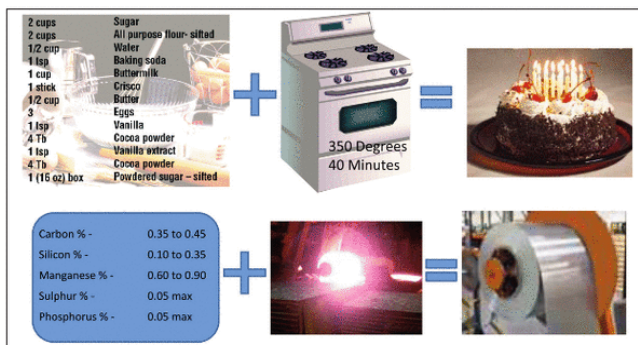 2 cups Sugar
2 cups All purpose flour- sifted
1/2 cup Water
1 tsp Baking soda
1 cup Buttermilk
1 stick Crisco
1/2 cup Butter
3 Eggs
1 tsp Vanilla
4 Tb Cocoa powder
1 tsp Vanilla extract
4 Tb Cocoa powder
1 (16 oz) box Powdered sugar – sifted
350 Degrees
40 Minutes
Carbon % - 0.35 to 0.45
Silicon % - 0.10 to 0.35
Manganese % - 0.60 to 0.90
Sulphur % - 0.05 max
Phosphorus % - 0.05 max